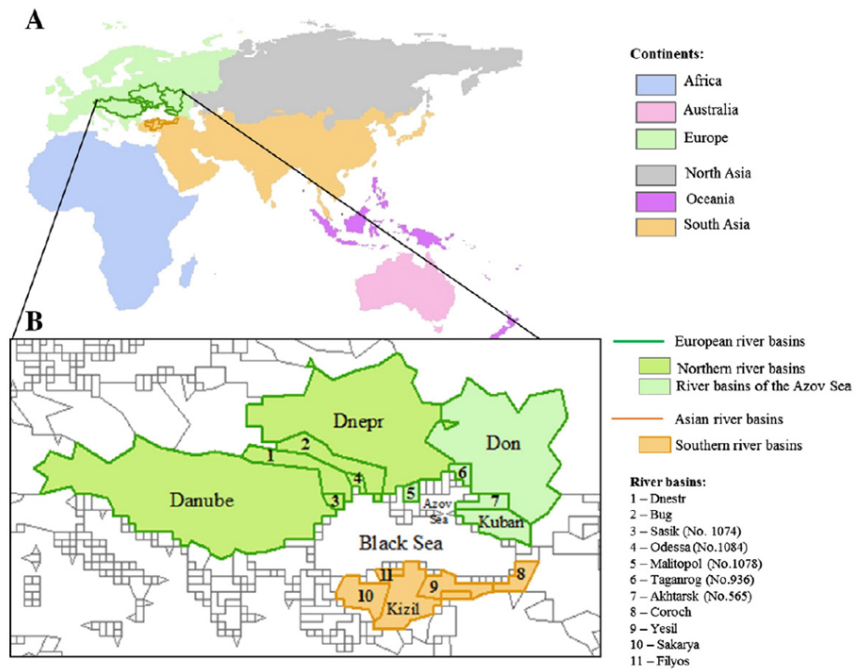 A
Continents:
Africa
Australia
Europe
North Asia
Oceania
South Asia
B
European river basins
Northern river basins
River basins of the Azov Sea
Asian river basins
Southern river basins
River basins:
1 – Dnestr
2 – Bug
3 – Sasik (No. 1074)
4 – Odessa (No.1084)
5 – Malitopol (No.1078)
6 – Taganrog (No.936)
7 – Akhtarsk (No.565)
8 – Coroch
9 – Yesil
10 – Sakarya
11 – Filyos
Dnepr
Don
2
1
6
4
5
7
3
Danube
Azov
Sea
Kuban
Black Sea
11
8
10
9
Kizil